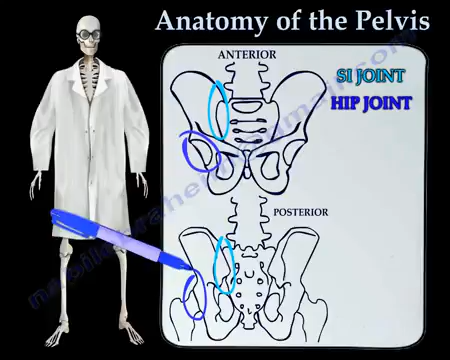 Anatomy of the Pelvis
ANTERIOR
SI JOINT
HIP JOINT
POSTERIOR